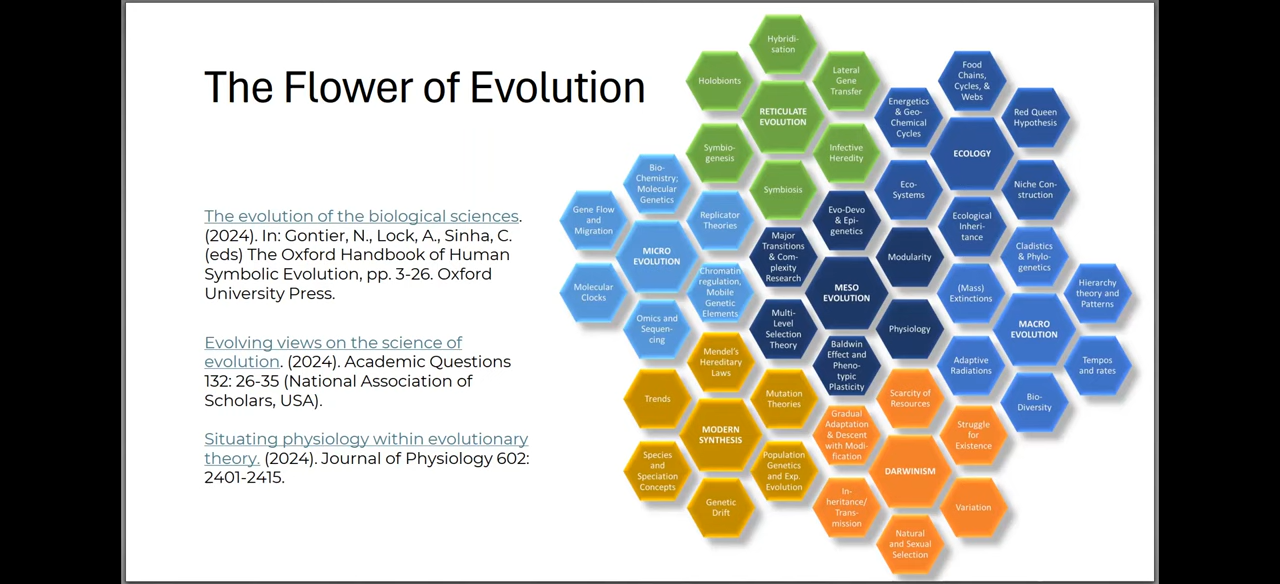 The Flower of Evolution
The evolution of the biological sciences.
(2024). In: Gontier, N., Lock, A., Sinha, C.
(eds) The Oxford Handbook of Human
Symbolic Evolution, pp. 3-26. Oxford
University Press.
Evolving views on the science of
evolution. (2024). Academic Questions
132: 26-35 (National Association of
Scholars, USA).
Situating physiology within evolutionary
theory. (2024). Journal of Physiology 602:
2401-2415.
Hybridi-
sation
Holobionts
Lateral
Gene
Transfer
RETICULATE
EVOLUTION
Symbio-
genesis
Infective
Heredity
Symbiosis
Food
Chains,
Cycles, &
Webs
Energetics
& Geo-
Chemical
Cycles
Red Queen
Hypothesis
ECOLOGY
Eco-
Systems
Niche Con-
struction
Ecological
Inheri-
tance
Bio-
Chemistry;
Molecular
Genetics
Gene Flow
and
Migration
Replicator
Theories
MICRO
EVOLUTION
Molecular
Clocks
Chromatin
regulation,
Mobile
Genetic
Elements
Omics and
Sequen-
cing
Evo-Devo
& Epi-
genetics
Major
Transitions
& Com-
plexity
Research
Modularity
MESO
EVOLUTION
Multi-
Level
Selection
Theory
Physiology
Baldwin
Effect and
Pheno-
typic
Plasticity
Cladistics
& Phylo-
genetics
(Mass)
Extinctions
Hierarchy
theory and
Patterns
MACRO
EVOLUTION
Adaptive
Radiations
Tempos
and rates
Bio-
Diversity
Mendel's
Hereditary
Laws
Trends
Mutation
Theories
MODERN
SYNTHESIS
Species
and
Speciation
Concepts
Population
Genetics
and Exp.
Evolution
Genetic
Drift
Scarcity of
Resources
Gradual
Adaptation
& Descent
with Modi-
fication
Struggle
for
Existence
DARWINISM
In-
heritance/
Trans-
mission
Variation
Natural
and Sexual
Selection